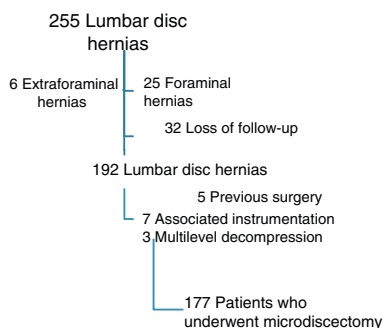 255 Lumbar disc
hernias
6 Extraforaminal
hernias
25 Foraminal
hernias
32 Loss of follow-up
192 Lumbar disc hernias
5 Previous surgery
7 Associated instrumentation
3 Multilevel decompression
177 Patients who
underwent microdiscectomy